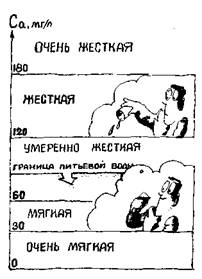 Ca, мг/л
ОЧЕНЬ ЖЕСТКАЯ
180
ЖЕСТКАЯ
120
УМЕРЕННО ЖЕСТКАЯ
ГРАНИЦА ПИТЬЕВОЙ ВОДЫ
60
МЯГКАЯ
30
ОЧЕНЬ МЯГКАЯ
0